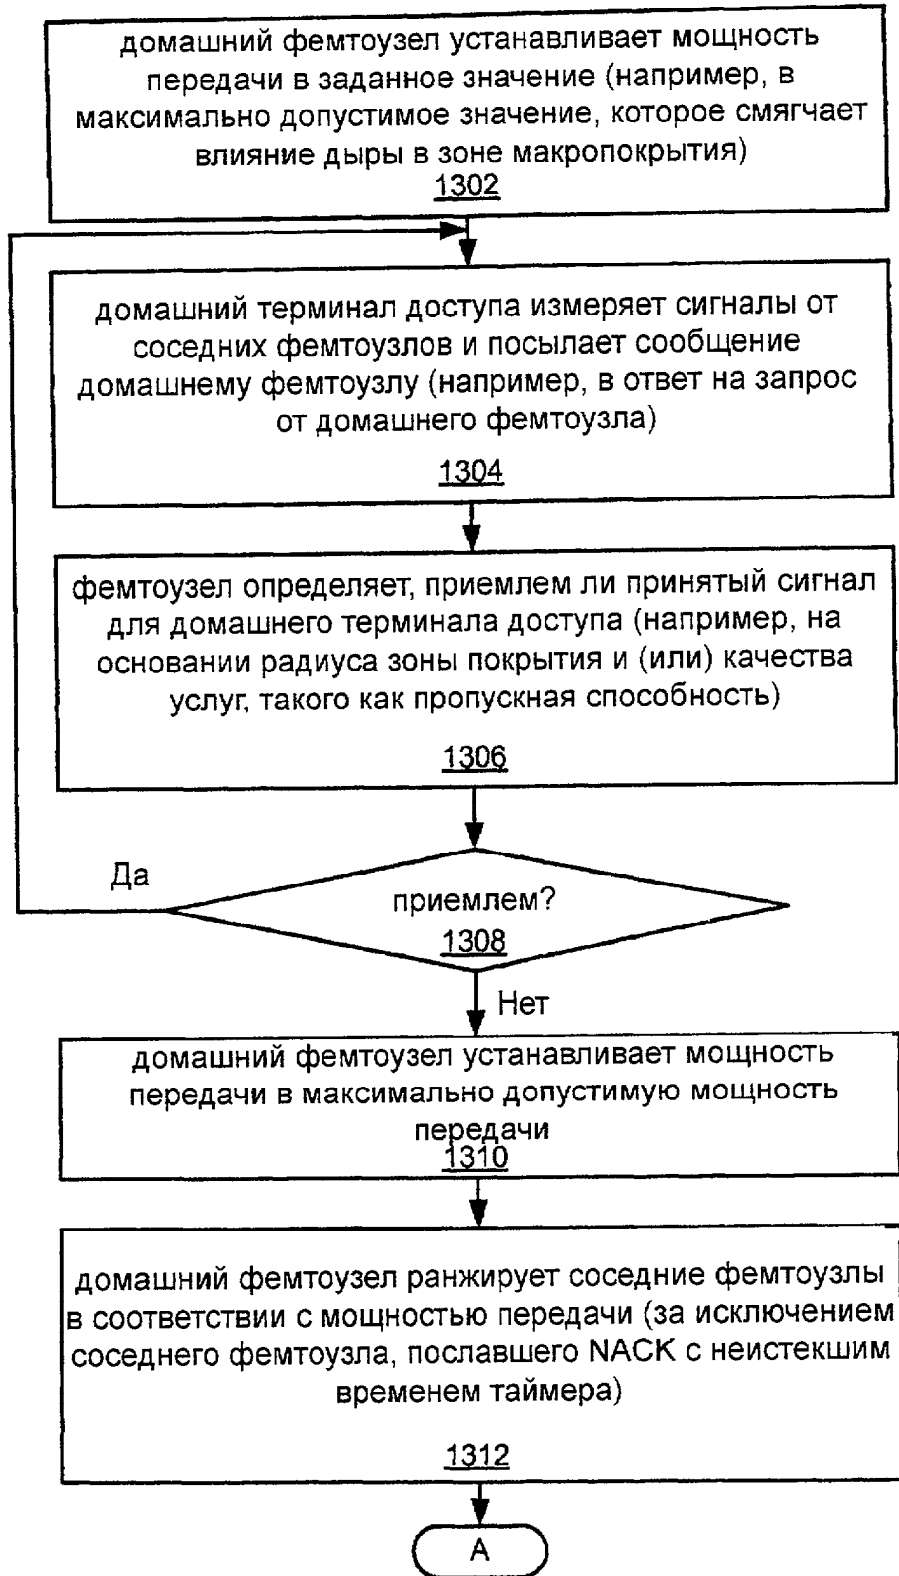 домашний фемтоузел устанавливает мощность
передачи в заданное значение (например, в
максимально допустимое значение, которое смягчает
влияние дыры в зоне макропокрытия)
1302
домашний терминал доступа измеряет сигналы от
соседних фемтоузлов и посылает сообщение
домашнему фемтоузлу (например, в ответ на запрос
от домашнего фемтоузла)
1304
фемтоузел определяет, приемлем ли принятый сигнал
для домашнего терминала доступа (например, на
основании радиуса зоны покрытия и (или) качества
услуг, такого как пропускная способность)
1306
Да
приемлем?
1308
Нет
домашний фемтоузел устанавливает мощность
передачи в максимально допустимую мощность
передачи
1310
домашний фемтоузел ранжирует соседние фемтоузлы
в соответствии с мощностью передачи (за исключением
соседнего фемтоузла, пославшего NACK с неистекшим
временем таймера)
1312
А